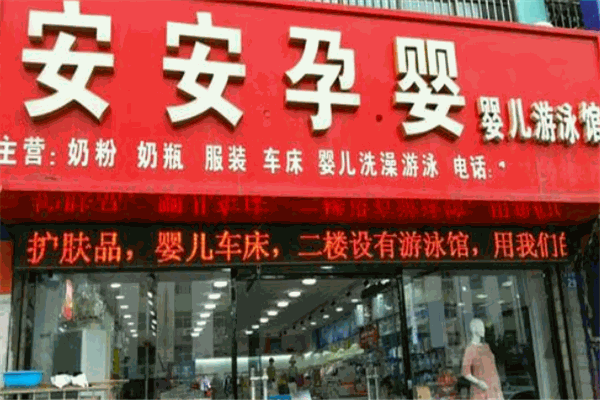 安安孕婴 婴儿游泳馆
主营: 奶粉 奶瓶 服装 车床 婴儿洗澡游泳 电话:
护肤品，婴儿车床，二楼设有游泳馆，用我们